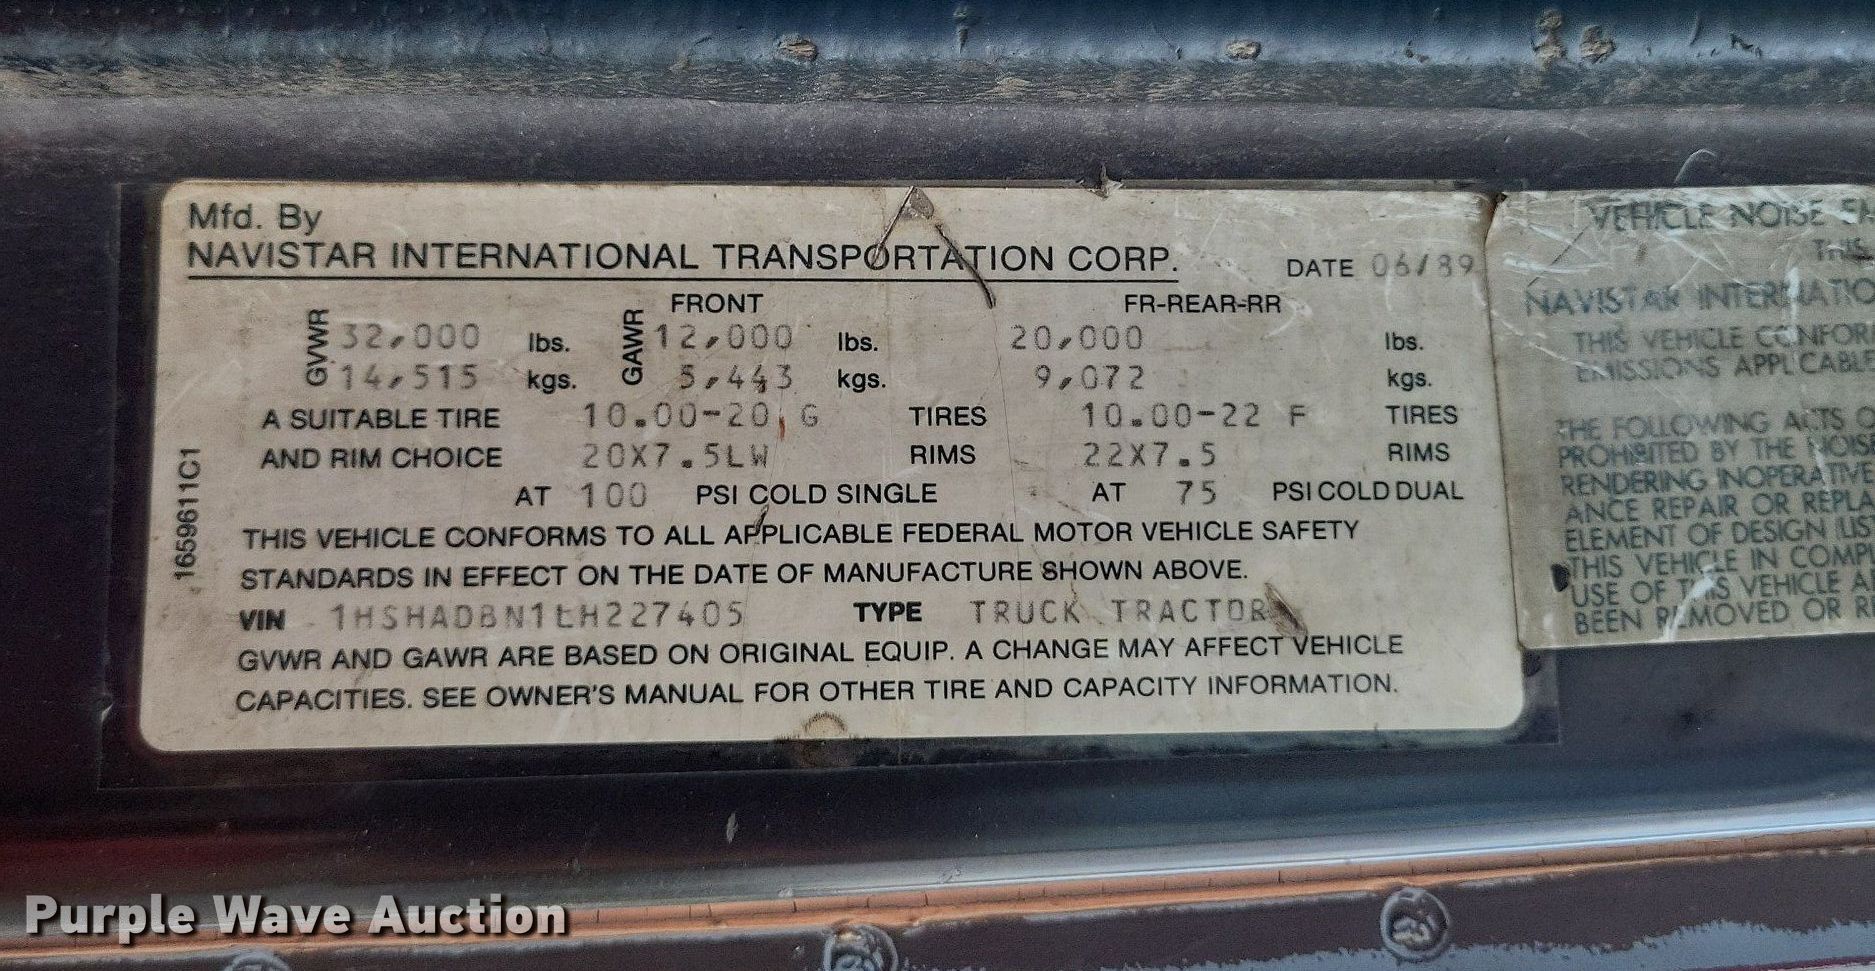 Mfd. By
NAVISTAR INTERNATIONAL TRANSPORTATION CORP. DATE 06/89
FRONT FR-REAR-RR
GVWR 32,000 lbs. GAWR 12,000 lbs. 20,000 lbs.
14,515 kgs. 5,443 kgs. 9,072 kgs.
A SUITABLE TIRE 10.00-20, G TIRES 10.00-22 F TIRES
AND RIM CHOICE 20X7.5LW RIMS 22X7.5 RIMS
AT 100 PSI COLD SINGLE AT 75 PSI COLD DUAL
THIS VEHICLE CONFORMS TO ALL APPLICABLE FEDERAL MOTOR VEHICLE SAFETY
STANDARDS IN EFFECT ON THE DATE OF MANUFACTURE SHOWN ABOVE.
VIN 1HSHADBN1LH227405 TYPE TRUCK TRACTOR
GVWR AND GAWR ARE BASED ON ORIGINAL EQUIP. A CHANGE MAY AFFECT VEHICLE
CAPACITIES. SEE OWNER'S MANUAL FOR OTHER TIRE AND CAPACITY INFORMATION.
1659611C1
VEHICLE NOISE
THIS
NAVISTAR
THIS VEHICLE
EMISSIONS
THE FOLLOWING ACTS
PROHIBITED BY THE
RENDERING INOPERATIVE
ANCE REPAIR OR
ELEMENT OF DESIGN
THIS VEHICLE IN
USE OF THIS VEHICLE
BEEN REMOVED OR
Purple Wave Auction